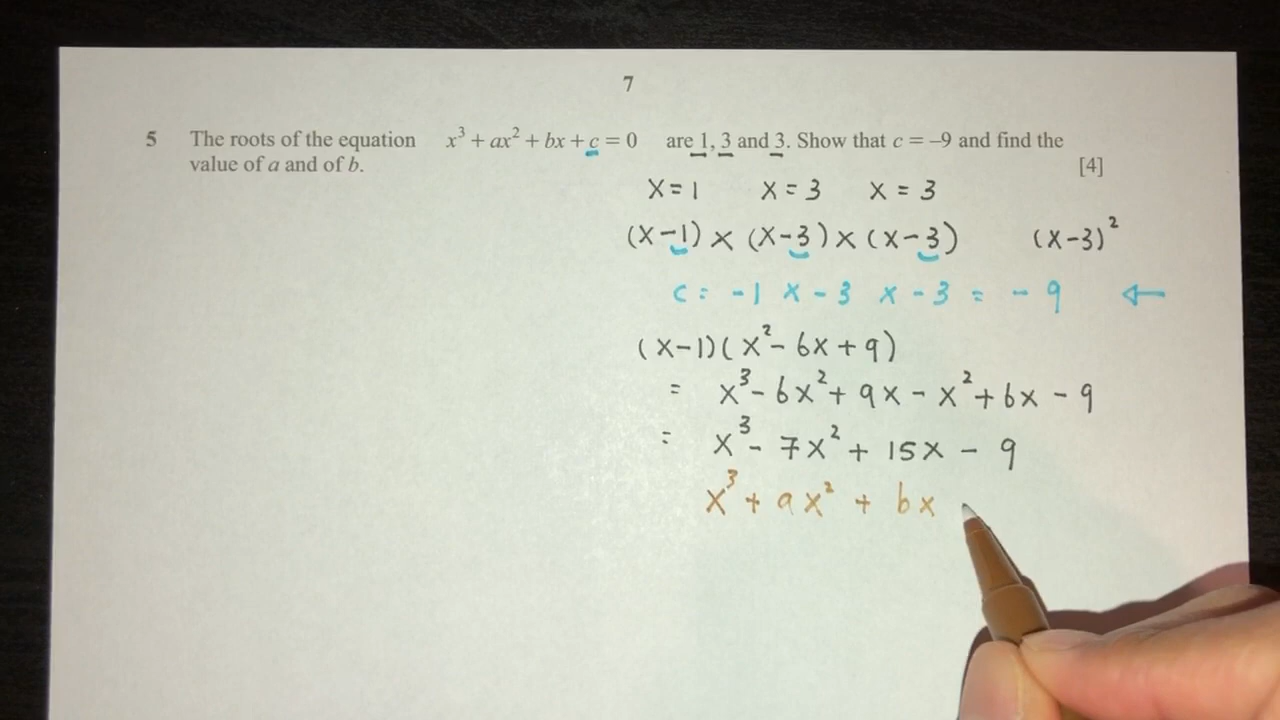 7
5 The roots of the equation x³ + ax² + bx + c = 0 are 1, 3 and 3. Show that c = –9 and find the
value of a and of b. [4]
x = 1 x = 3 x = 3
(x-1) × (x-3) × (x-3) (x-3)²
c = -1 × -3 × -3 = -9 ←
(x-1)(x² - 6x + 9)
= x³ - 6x² + 9x - x² + 6x - 9
= x³ - 7x² + 15x - 9
x³ + ax² + bx